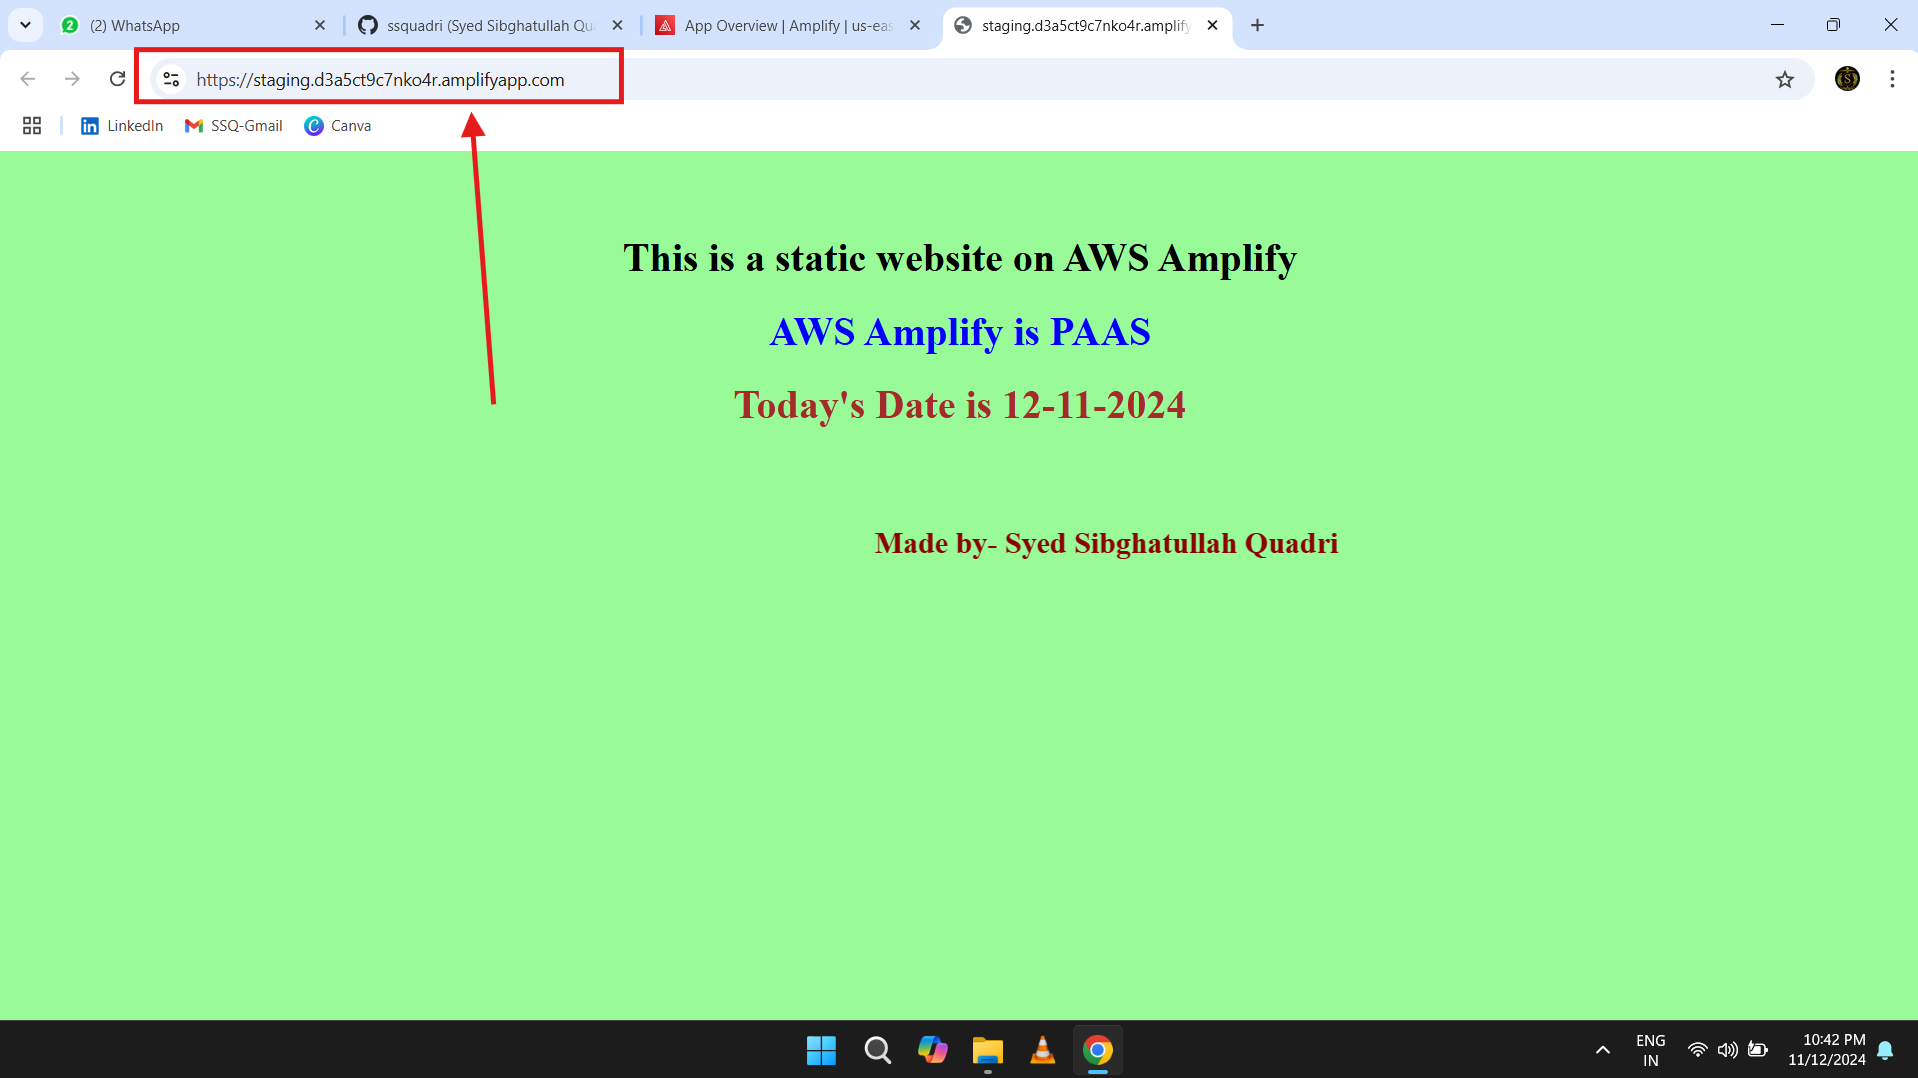 (2) WhatsApp
ssquadri (Syed Sibghatullah Qua
App Overview | Amplify | us-eas
staging.d3a5ct9c7nko4r.amplify
https://staging.d3a5ct9c7nko4r.amplifyapp.com
LinkedIn
SSQ-Gmail
Canva
This is a static website on AWS Amplify
AWS Amplify is PAAS
Today's Date is 12-11-2024
Made by- Syed Sibghatullah Quadri
ENG
IN
10:42 PM
11/12/2024